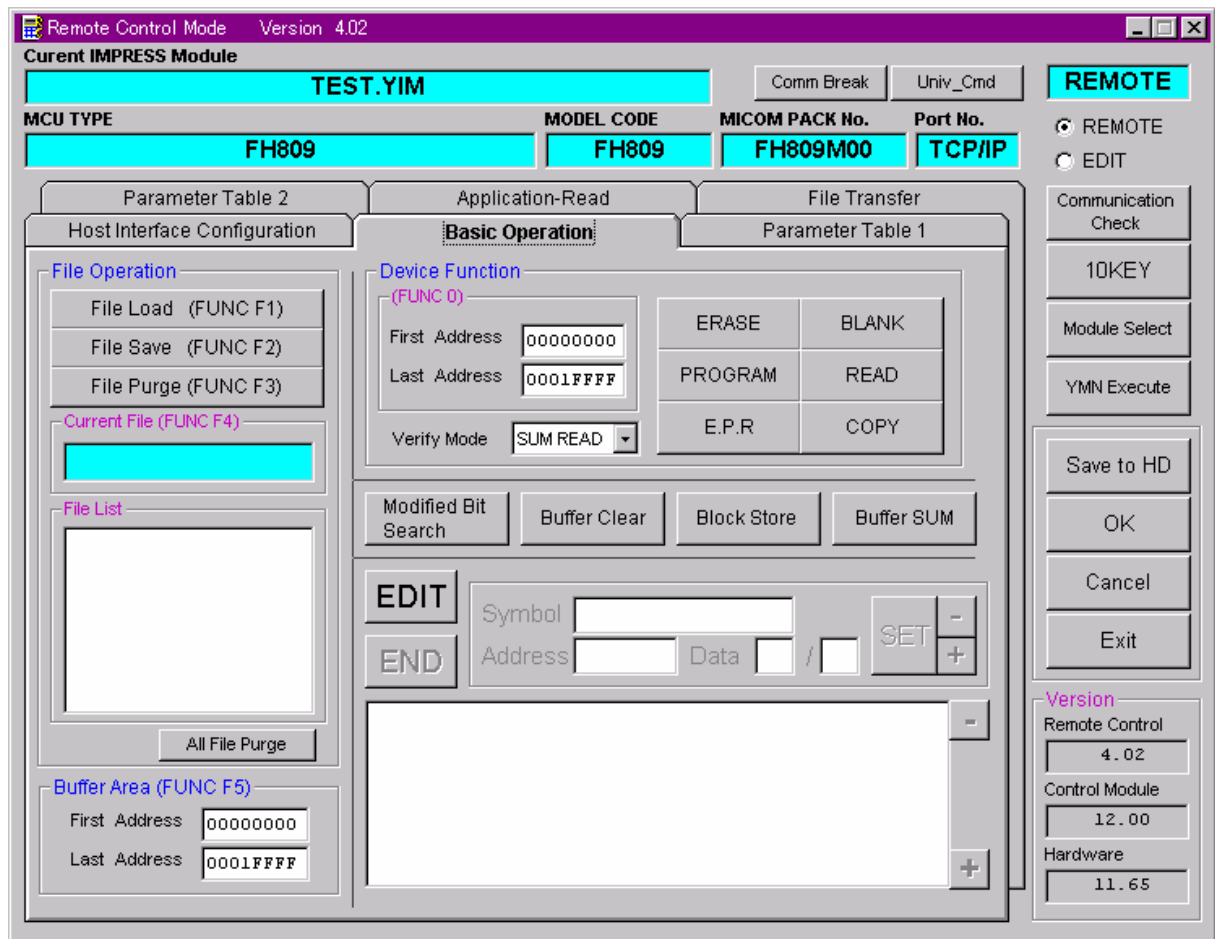 Remote Control Mode Version 4.02
Curent IMPRESS Module
TEST.YIM
Comm Break
Univ_Cmd
REMOTE
MCU TYPE
MODEL CODE
MICOM PACK No.
Port No.
FH809
FH809
FH809M00
TCP/IP
REMOTE
EDIT
Parameter Table 2
Application-Read
File Transfer
Host Interface Configuration
Basic Operation
Parameter Table 1
File Operation
File Load (FUNC F1)
File Save (FUNC F2)
File Purge (FUNC F3)
Current File (FUNC F4)
File List
All File Purge
Buffer Area (FUNC F5)
First Address 00000000
Last Address 0001FFFF
Device Function
(FUNC 0)
First Address 00000000
Last Address 0001FFFF
Verify Mode SUM READ
ERASE
BLANK
PROGRAM
READ
E.P.R
COPY
Modified Bit
Search
Buffer Clear
Block Store
Buffer SUM
EDIT
END
Symbol
Address
Data /
SET
-
+
-
+
Communication
Check
10KEY
Module Select
YMN Execute
Save to HD
OK
Cancel
Exit
Version
Remote Control
4.02
Control Module
12.00
Hardware
11.65